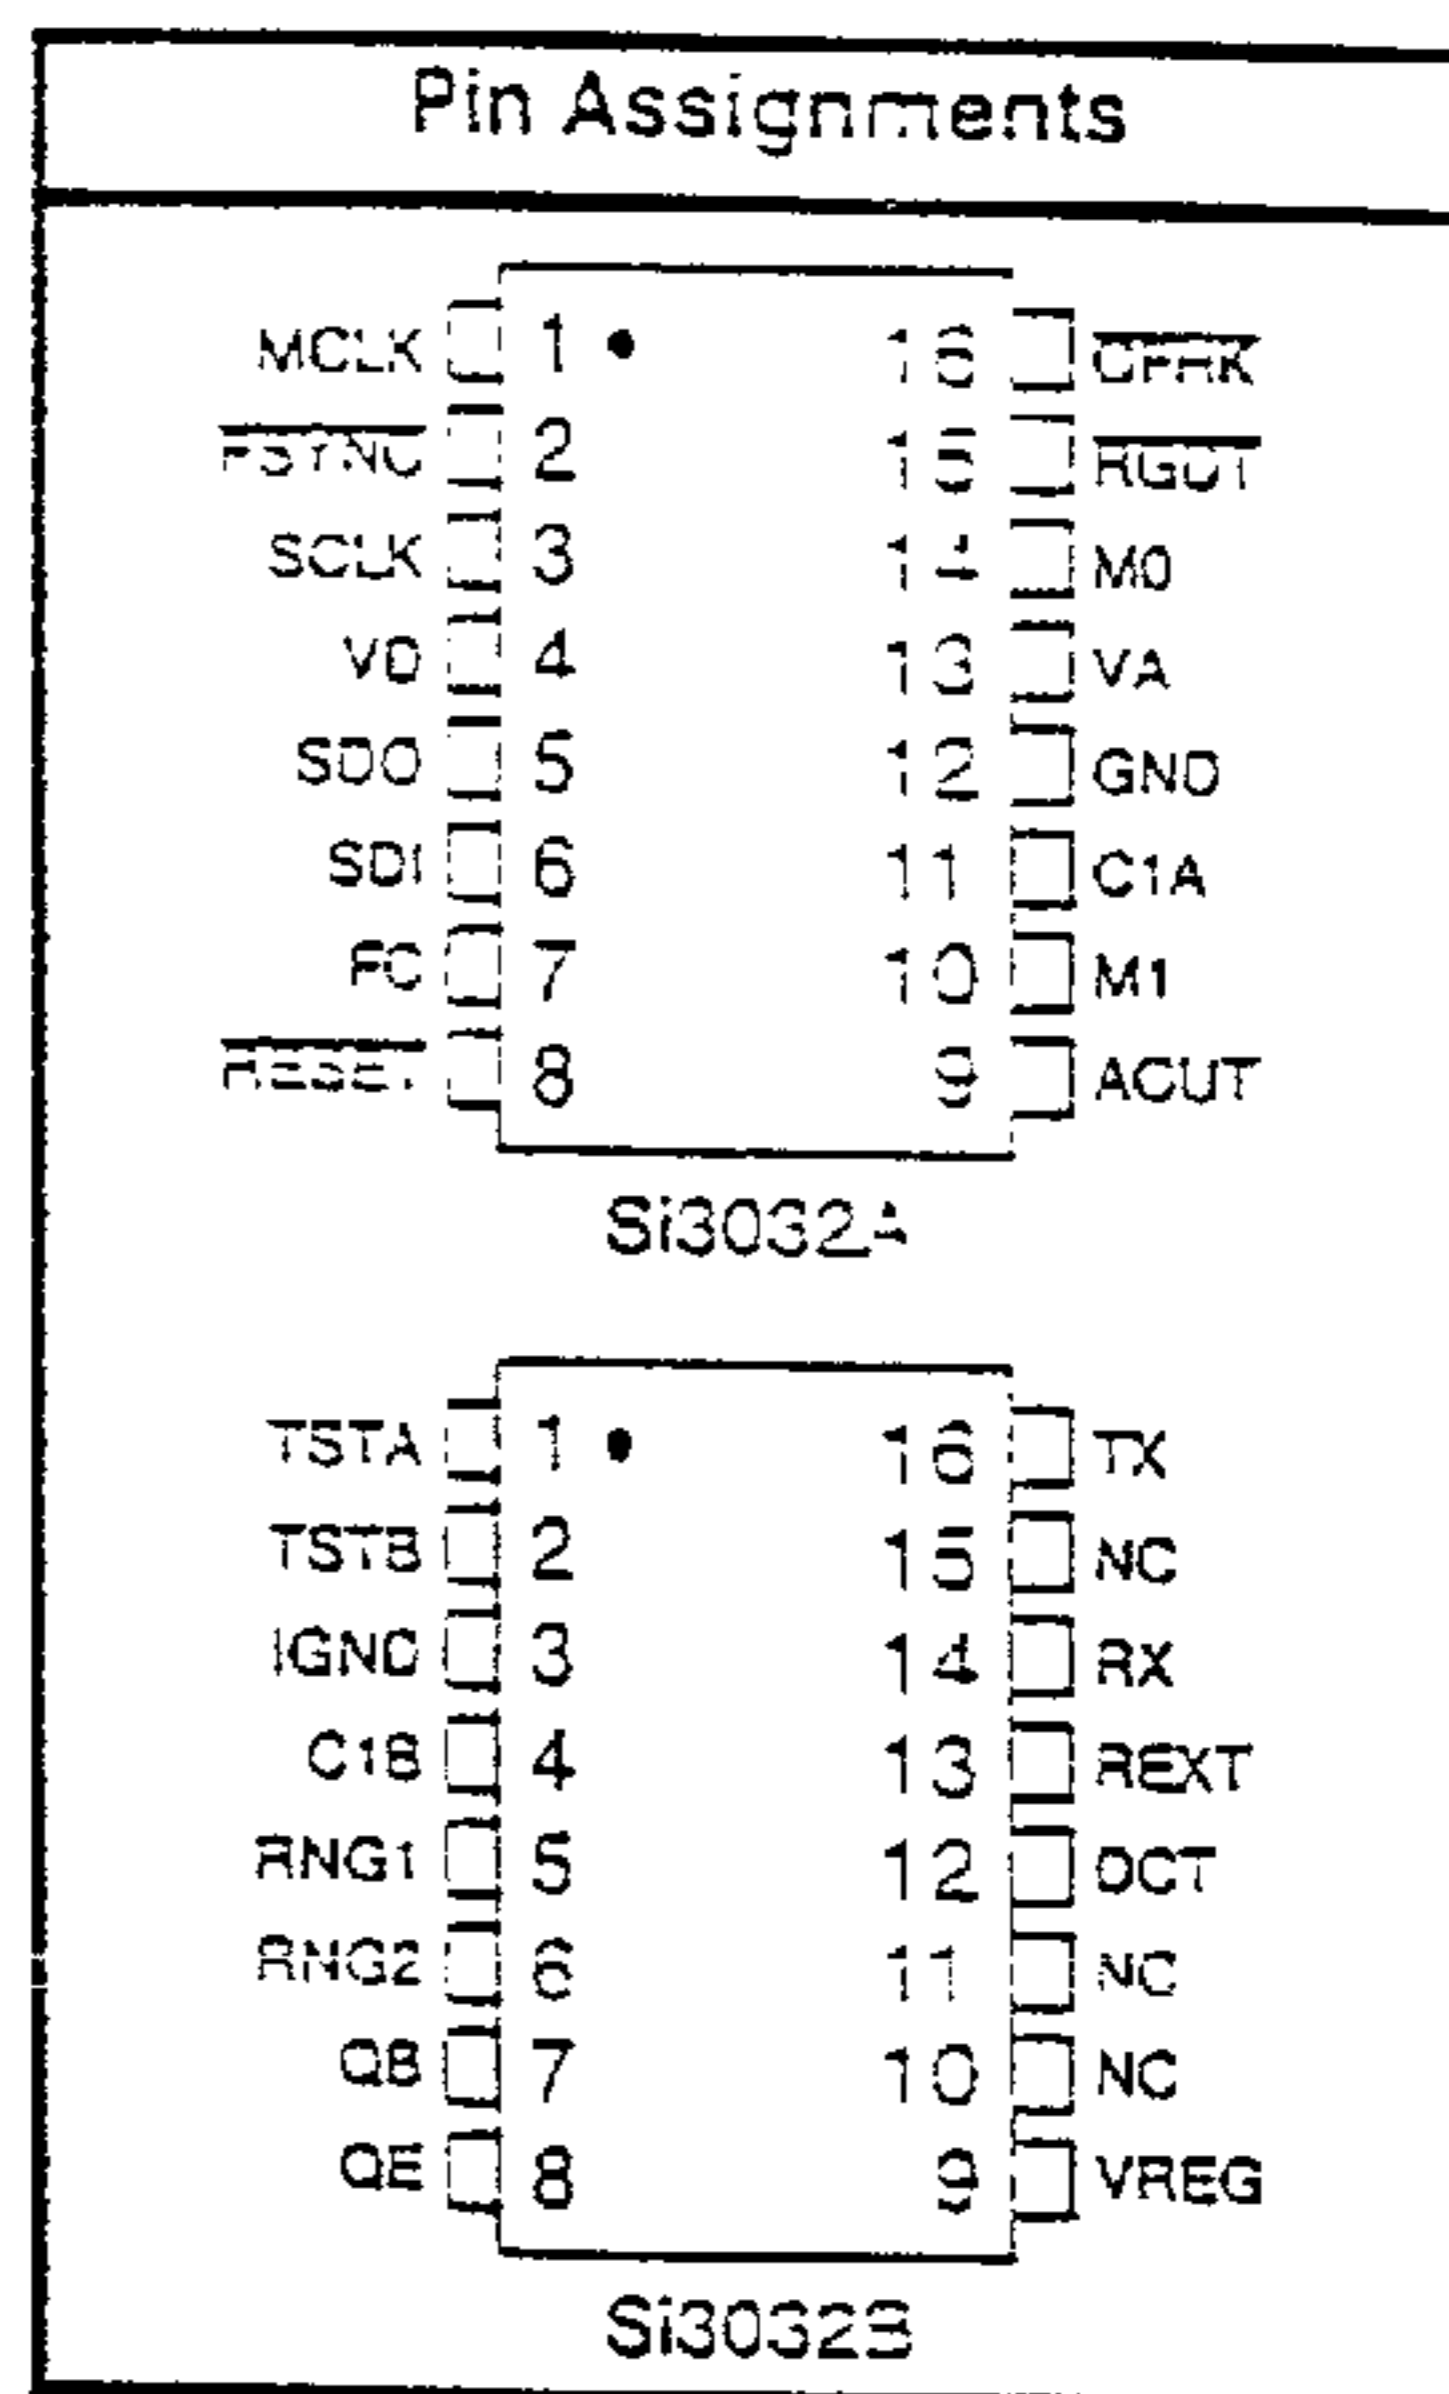 Pin Assignments
MCLK 1 16 OFHK
FSYNC 2 15 RGDT
SCLK 3 14 M0
VD 4 13 VA
SDO 5 12 GND
SDI 6 11 C1A
FC 7 10 M1
RESET 8 9 AOUT
Si3032A
TSTA 1 16 TX
TSTB 2 15 NC
IGND 3 14 RX
C1B 4 13 REXT
RNG1 5 12 DCT
RNG2 6 11 NC
QB 7 10 NC
QE 8 9 VREG
Si3032B